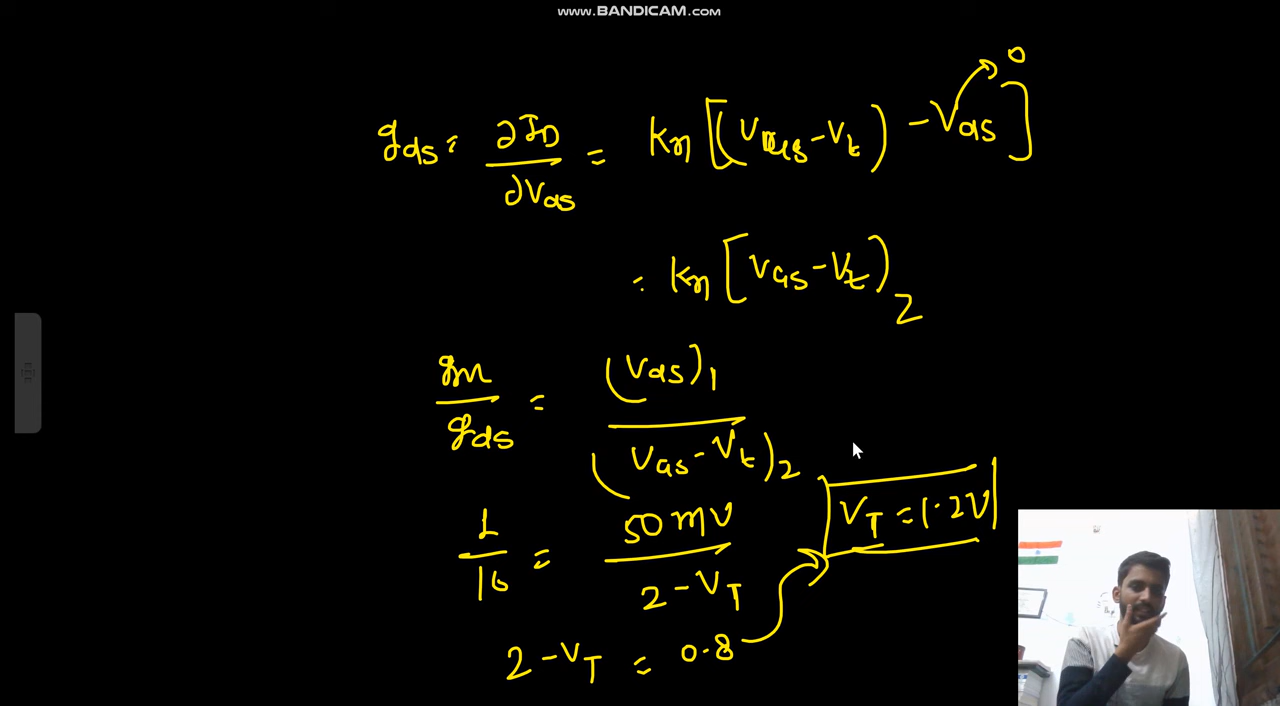 WWW.BANDICAM.COM
0
gds = ∂ID / ∂Vds = Kn [(VGS - Vt) - Vds]
= Kn [VGS - Vt)2
gm / gds = (Vds)1 / (VGS - Vt)2
1 / 16 = 50 mV / 2 - VT
VT = 1.2V
2 - VT = 0.8